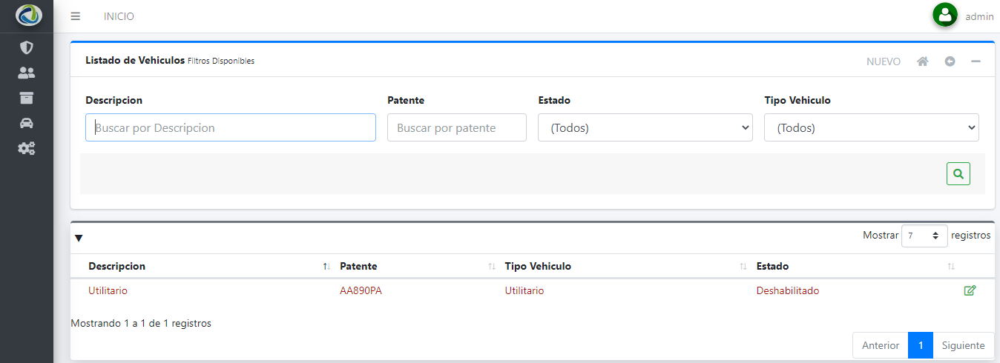 INICIO
admin
Listado de Vehiculos Filtros Disponibles
NUEVO
Descripcion Patente Estado Tipo Vehiculo
Buscar por Descripcion Buscar por patente (Todos) (Todos)
Mostrar 7 registros
Descripcion Patente Tipo Vehiculo Estado
Utilitario AA890PA Utilitario Deshabilitado
Mostrando 1 a 1 de 1 registros
Anterior 1 Siguiente